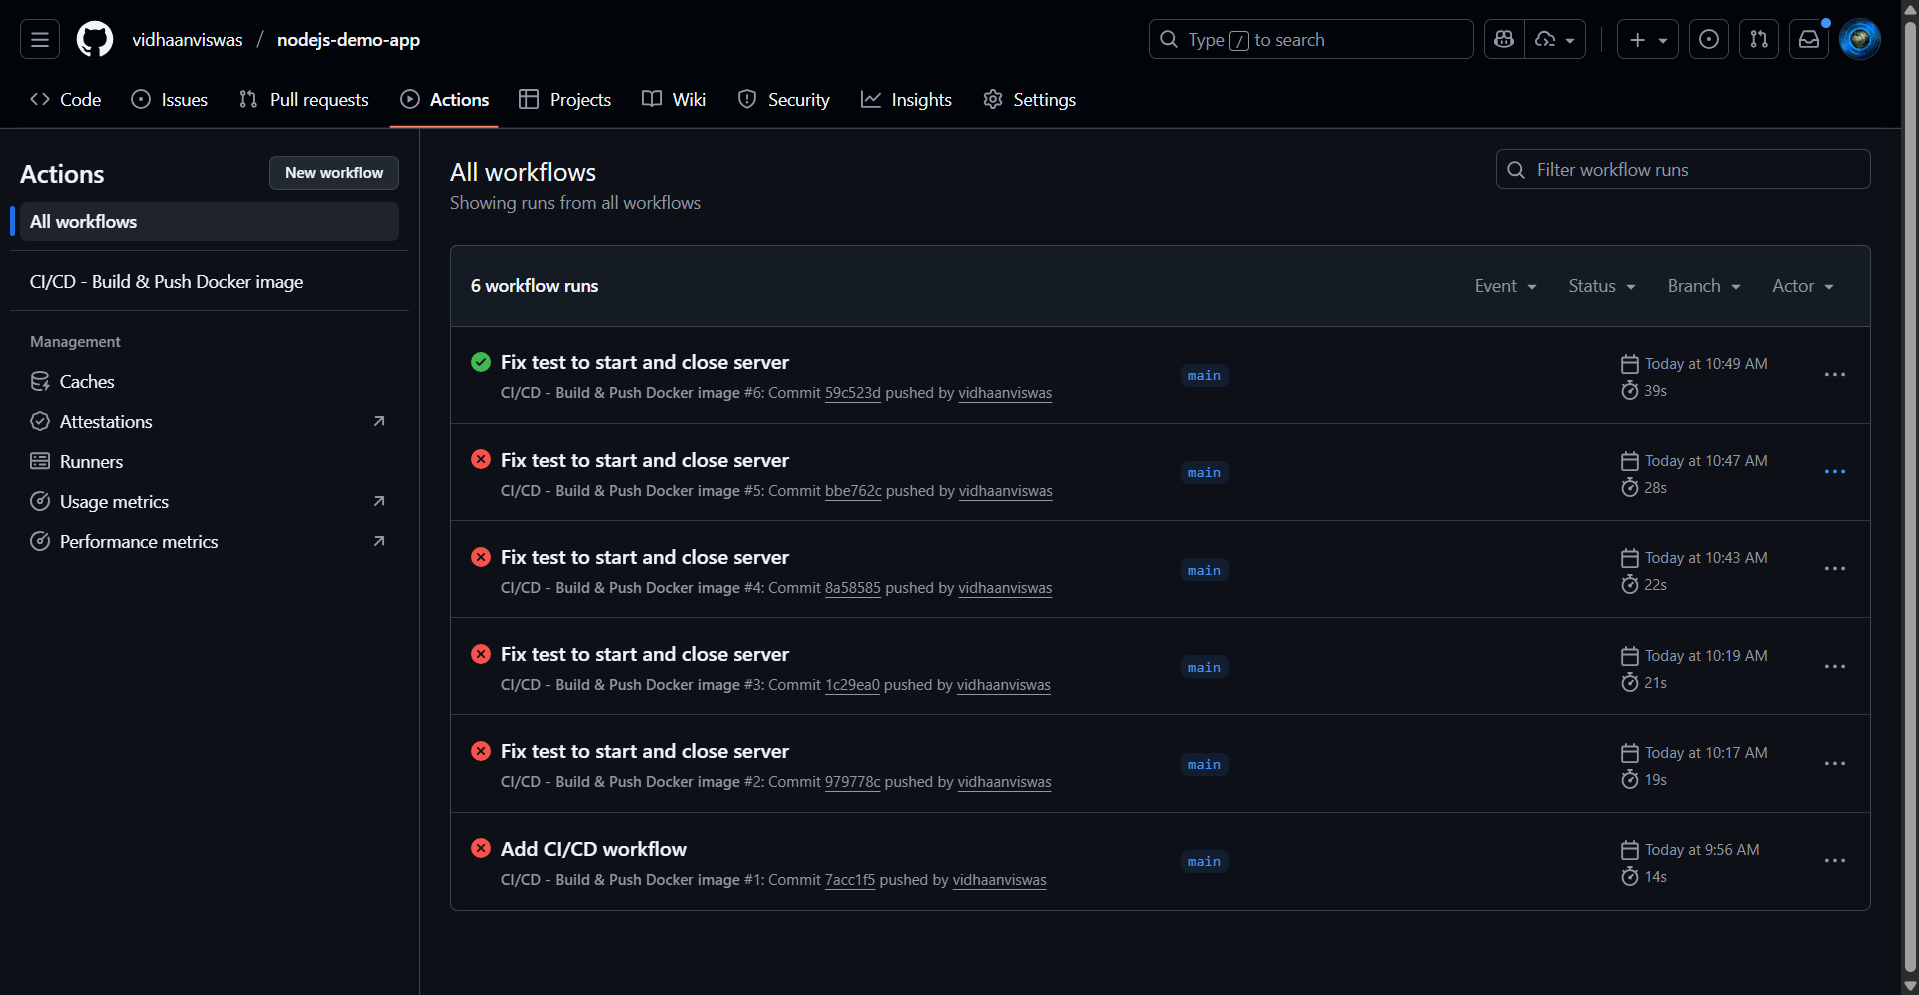 vidhaanviswas / nodejs-demo-app
Type / to search
Code
Issues
Pull requests
Actions
Projects
Wiki
Security
Insights
Settings
Actions
New workflow
All workflows
CI/CD - Build & Push Docker image
Management
Caches
Attestations
Runners
Usage metrics
Performance metrics
All workflows
Showing runs from all workflows
Filter workflow runs
6 workflow runs
Event
Status
Branch
Actor
Fix test to start and close server
CI/CD - Build & Push Docker image #6: Commit 59c523d pushed by vidhaanviswas
main
Today at 10:49 AM
39s
Fix test to start and close server
CI/CD - Build & Push Docker image #5: Commit bbe762c pushed by vidhaanviswas
main
Today at 10:47 AM
28s
Fix test to start and close server
CI/CD - Build & Push Docker image #4: Commit 8a58585 pushed by vidhaanviswas
main
Today at 10:43 AM
22s
Fix test to start and close server
CI/CD - Build & Push Docker image #3: Commit 1c29ea0 pushed by vidhaanviswas
main
Today at 10:19 AM
21s
Fix test to start and close server
CI/CD - Build & Push Docker image #2: Commit 979778c pushed by vidhaanviswas
main
Today at 10:17 AM
19s
Add CI/CD workflow
CI/CD - Build & Push Docker image #1: Commit 7acc1f5 pushed by vidhaanviswas
main
Today at 9:56 AM
14s